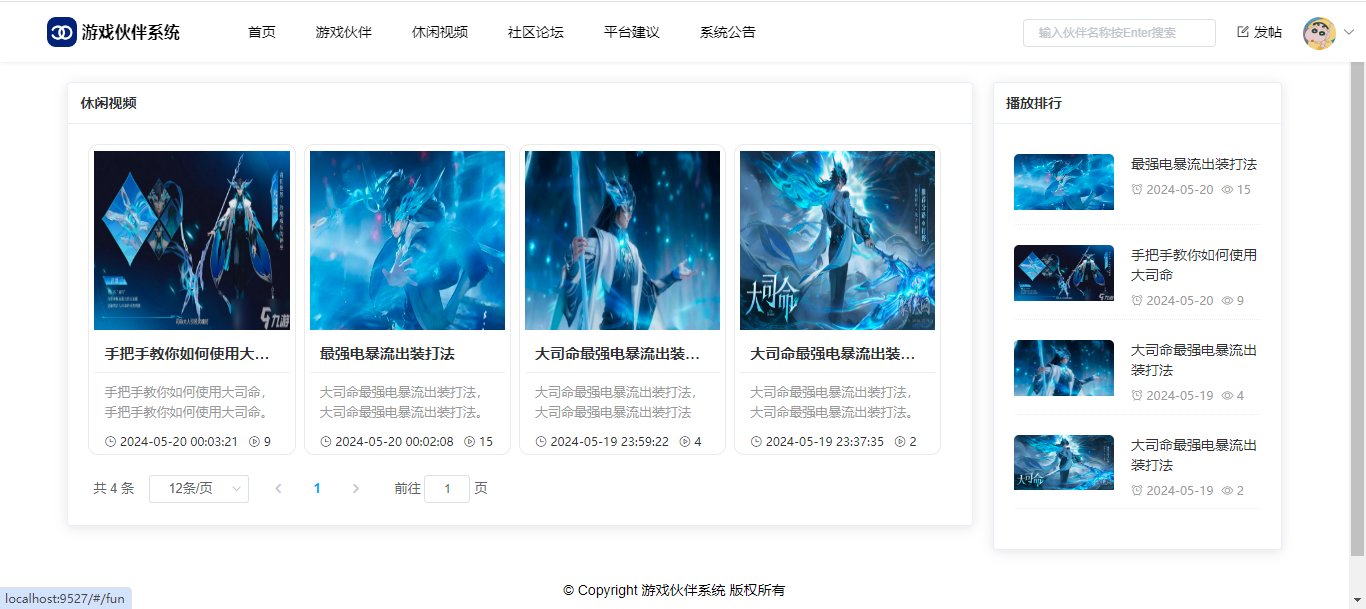 游戏伙伴系统 首页 游戏伙伴 休闲视频 社区论坛 平台建议 系统公告 输入伙伴名称按Enter搜索 发帖
休闲视频
手把手教你如何使用大...
手把手教你如何使用大司命,
手把手教你如何使用大司命。
2024-05-20 00:03:21 9
最强电暴流出装打法
大司命最强电暴流出装打法,
大司命最强电暴流出装打法。
2024-05-20 00:02:08 15
大司命最强电暴流出装...
大司命最强电暴流出装打法,
大司命最强电暴流出装打法
2024-05-19 23:59:22 4
大司命
大司命最强电暴流出装...
大司命最强电暴流出装打法,
大司命最强电暴流出装打法。
2024-05-19 23:37:35 2
共 4 条 12条/页 1 前往 1 页
播放排行
最强电暴流出装打法
2024-05-20 15
手把手教你如何使用
大司命
2024-05-20 9
大司命最强电暴流出
装打法
2024-05-19 4
大司命
大司命最强电暴流出
装打法
2024-05-19 2
© Copyright 游戏伙伴系统 版权所有
localhost:9527/#/fun